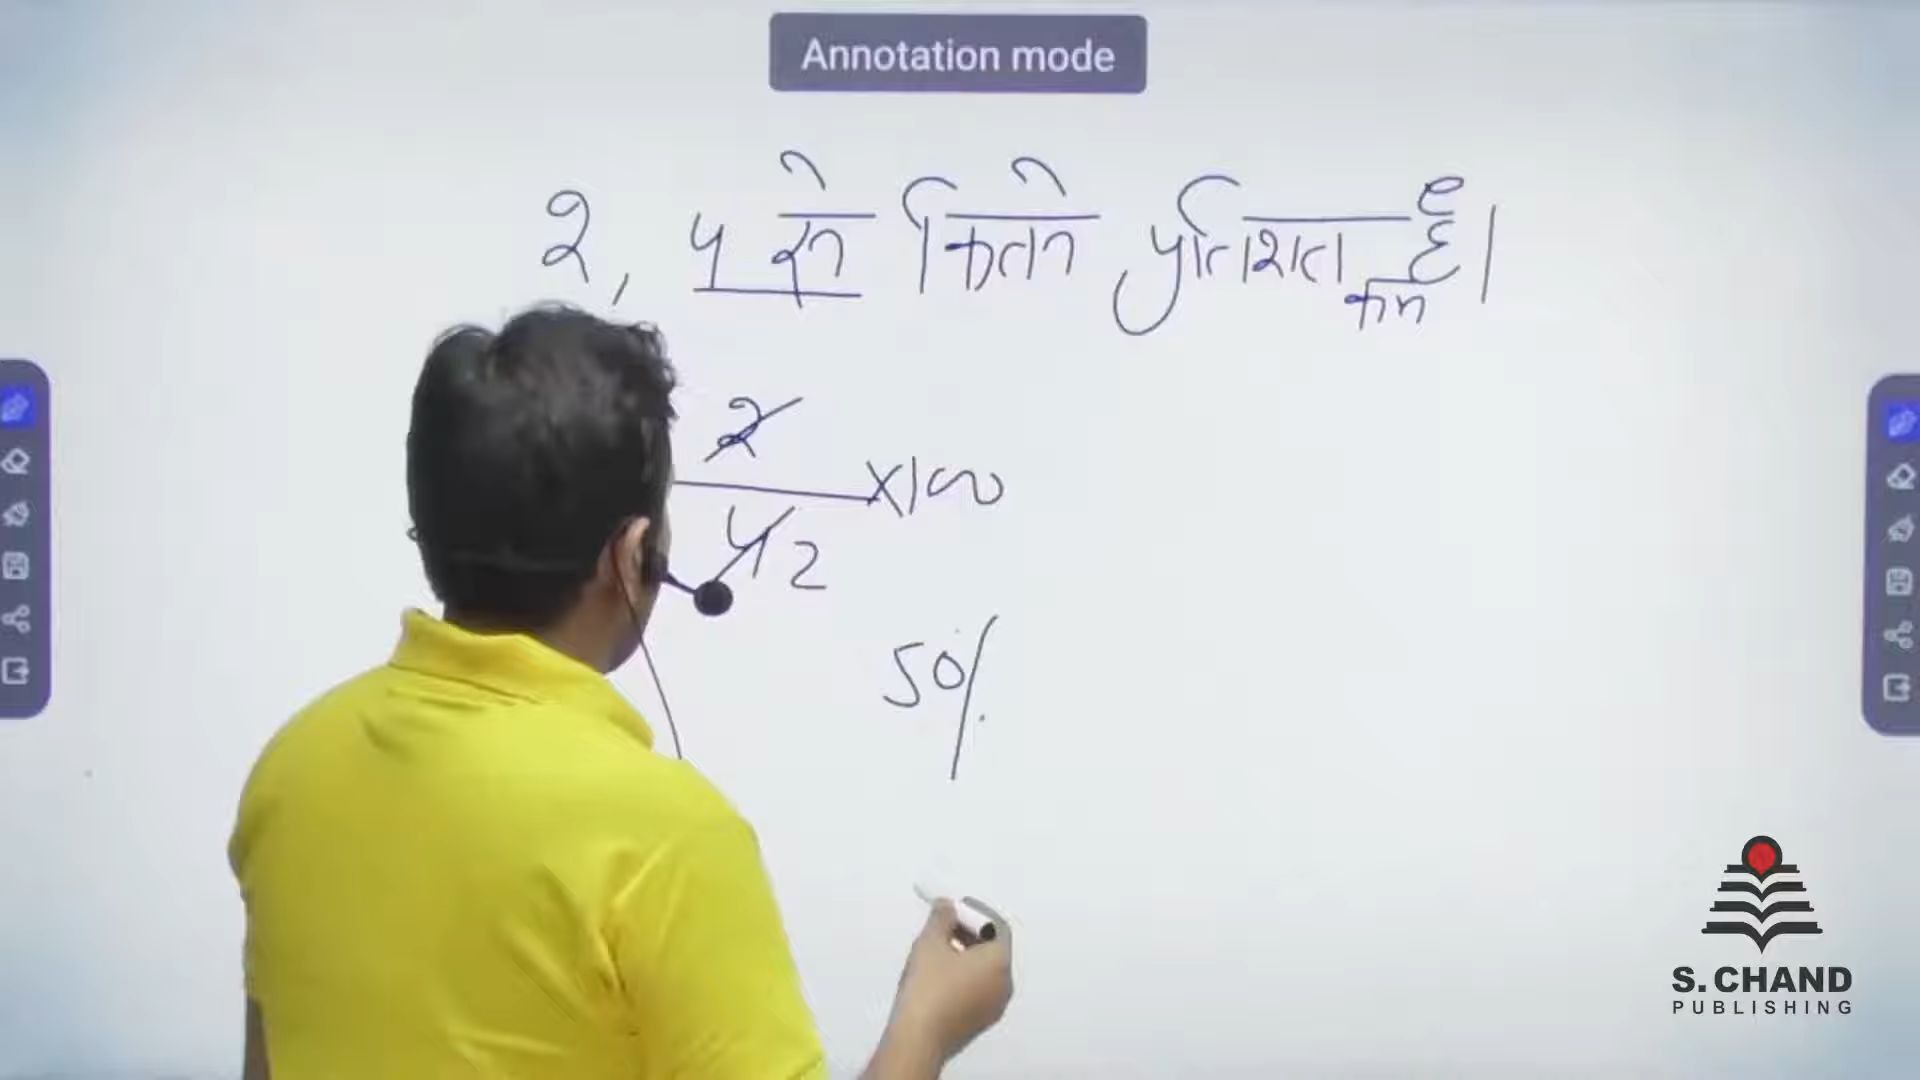 Annotation mode
2, 4 से कितने प्रतिशत है।
कम
2
×100
4 2
50%
S. CHAND
PUBLISHING